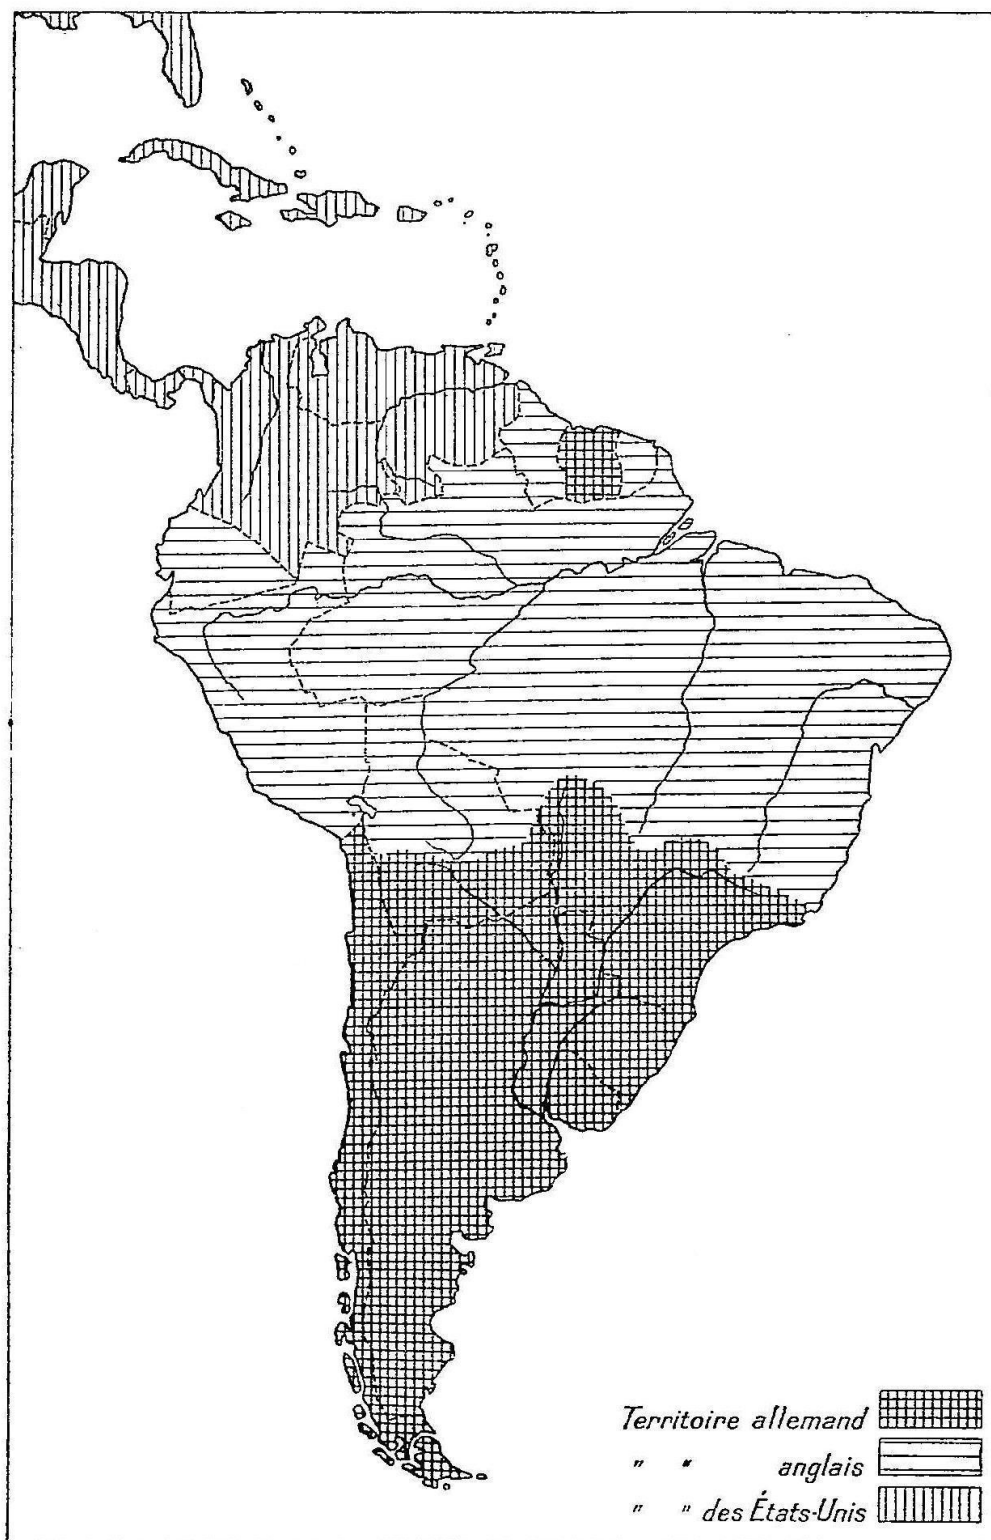 Territoire allemand
" " anglais
" " des États-Unis